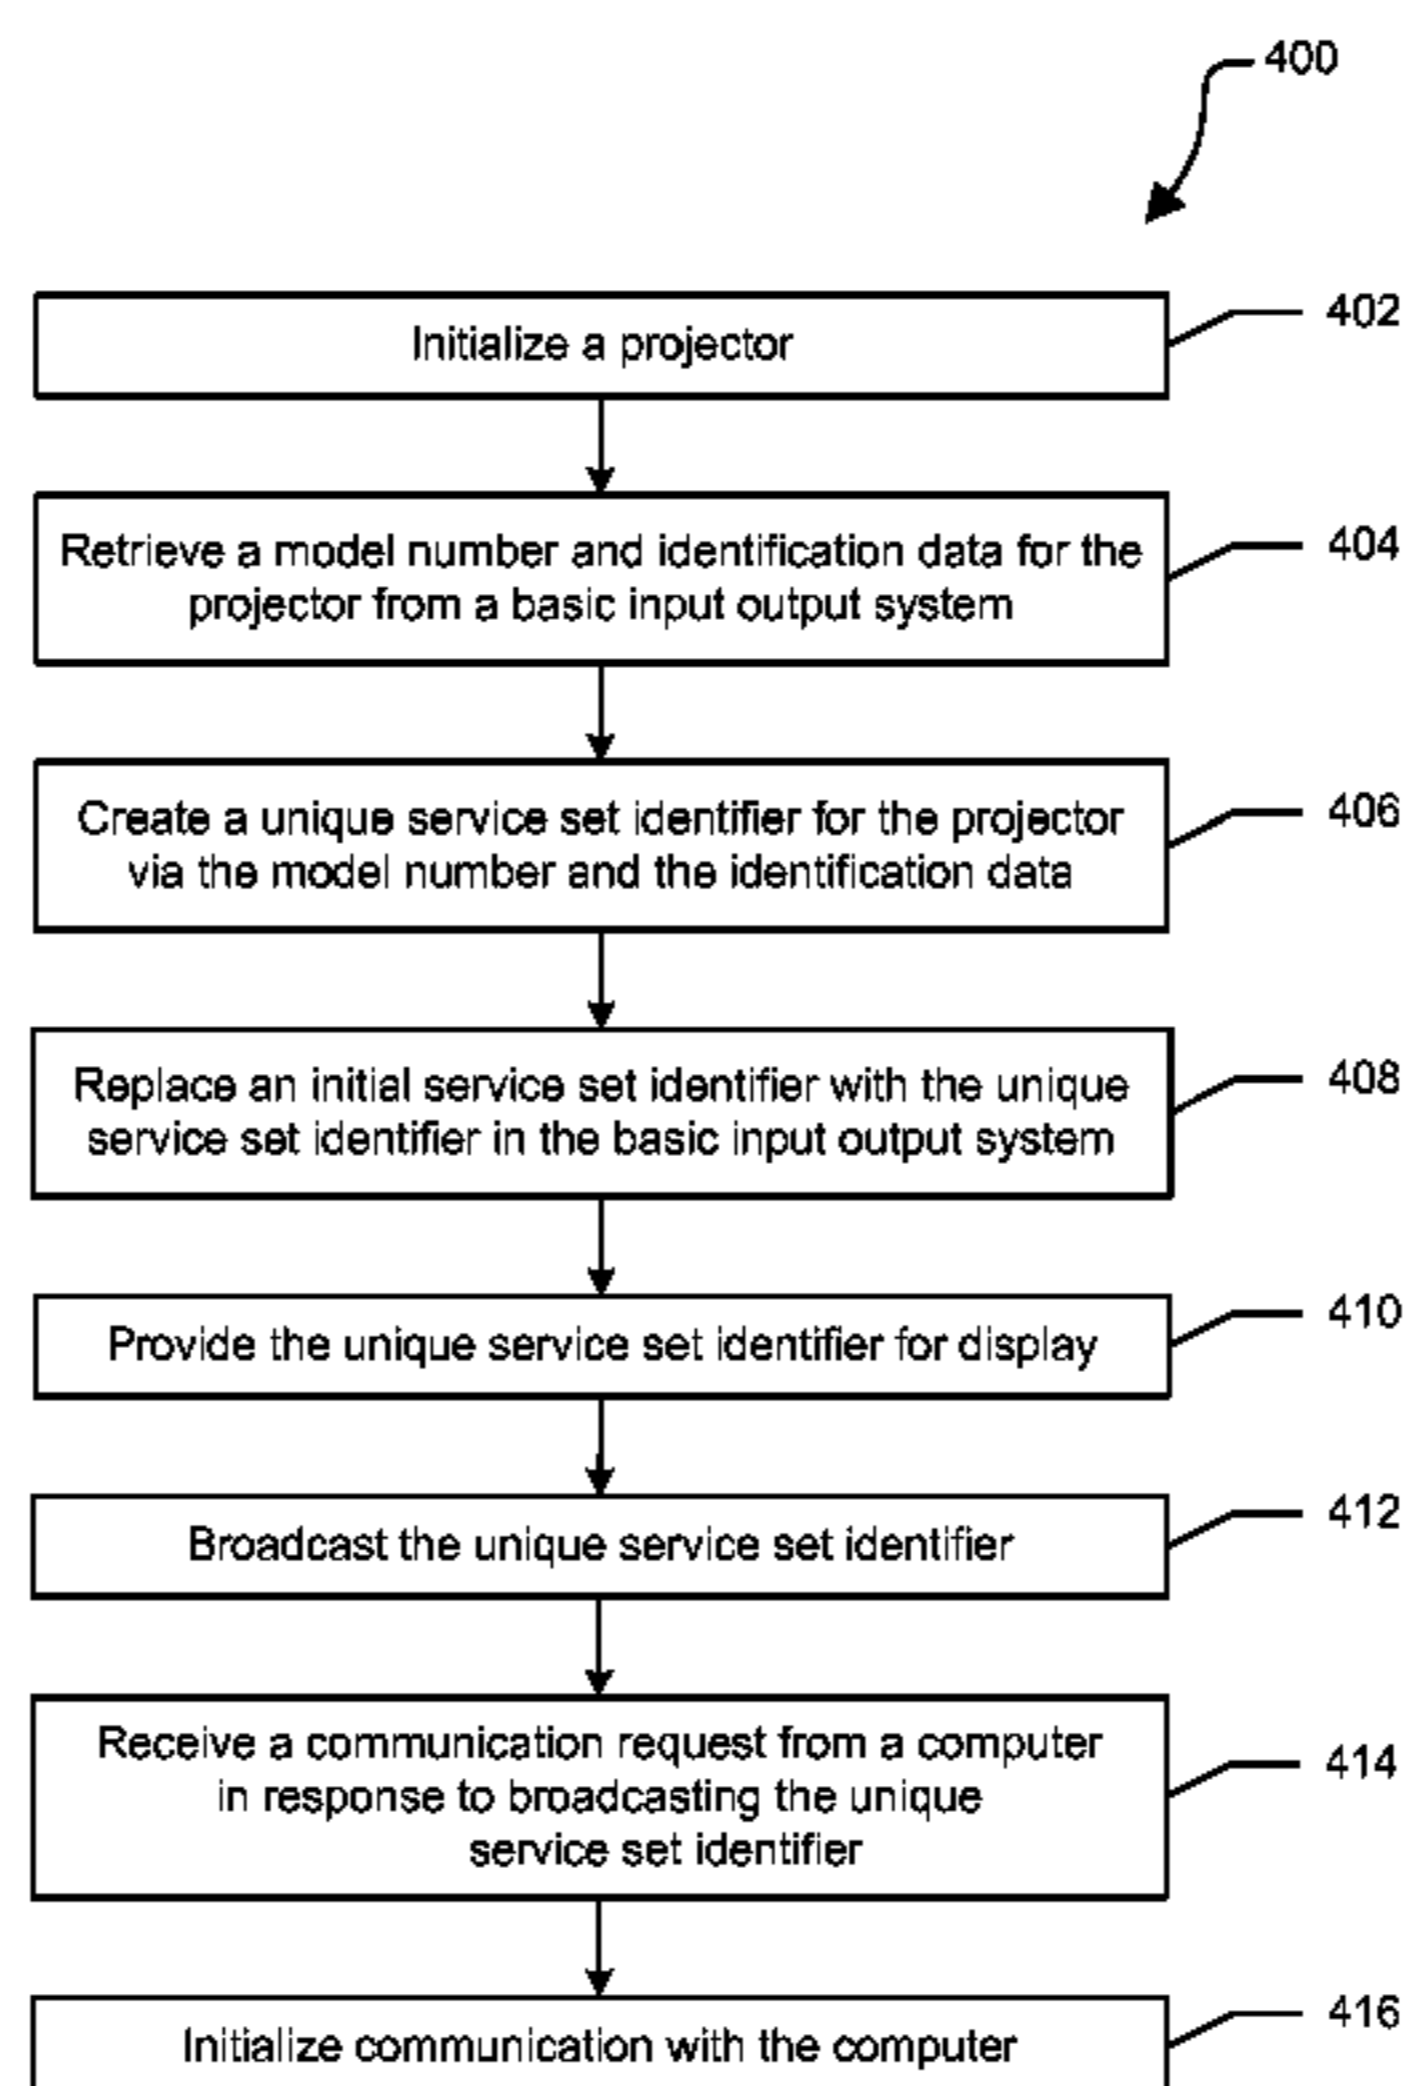 400
Initialize a projector
402
Retrieve a model number and identification data for the
projector from a basic input output system
404
Create a unique service set identifier for the projector
via the model number and the identification data
406
Replace an initial service set identifier with the unique
service set identifier in the basic input output system
408
Provide the unique service set identifier for display
410
Broadcast the unique service set identifier
412
Receive a communication request from a computer
in response to broadcasting the unique
service set identifier
414
Initialize communication with the computer
416